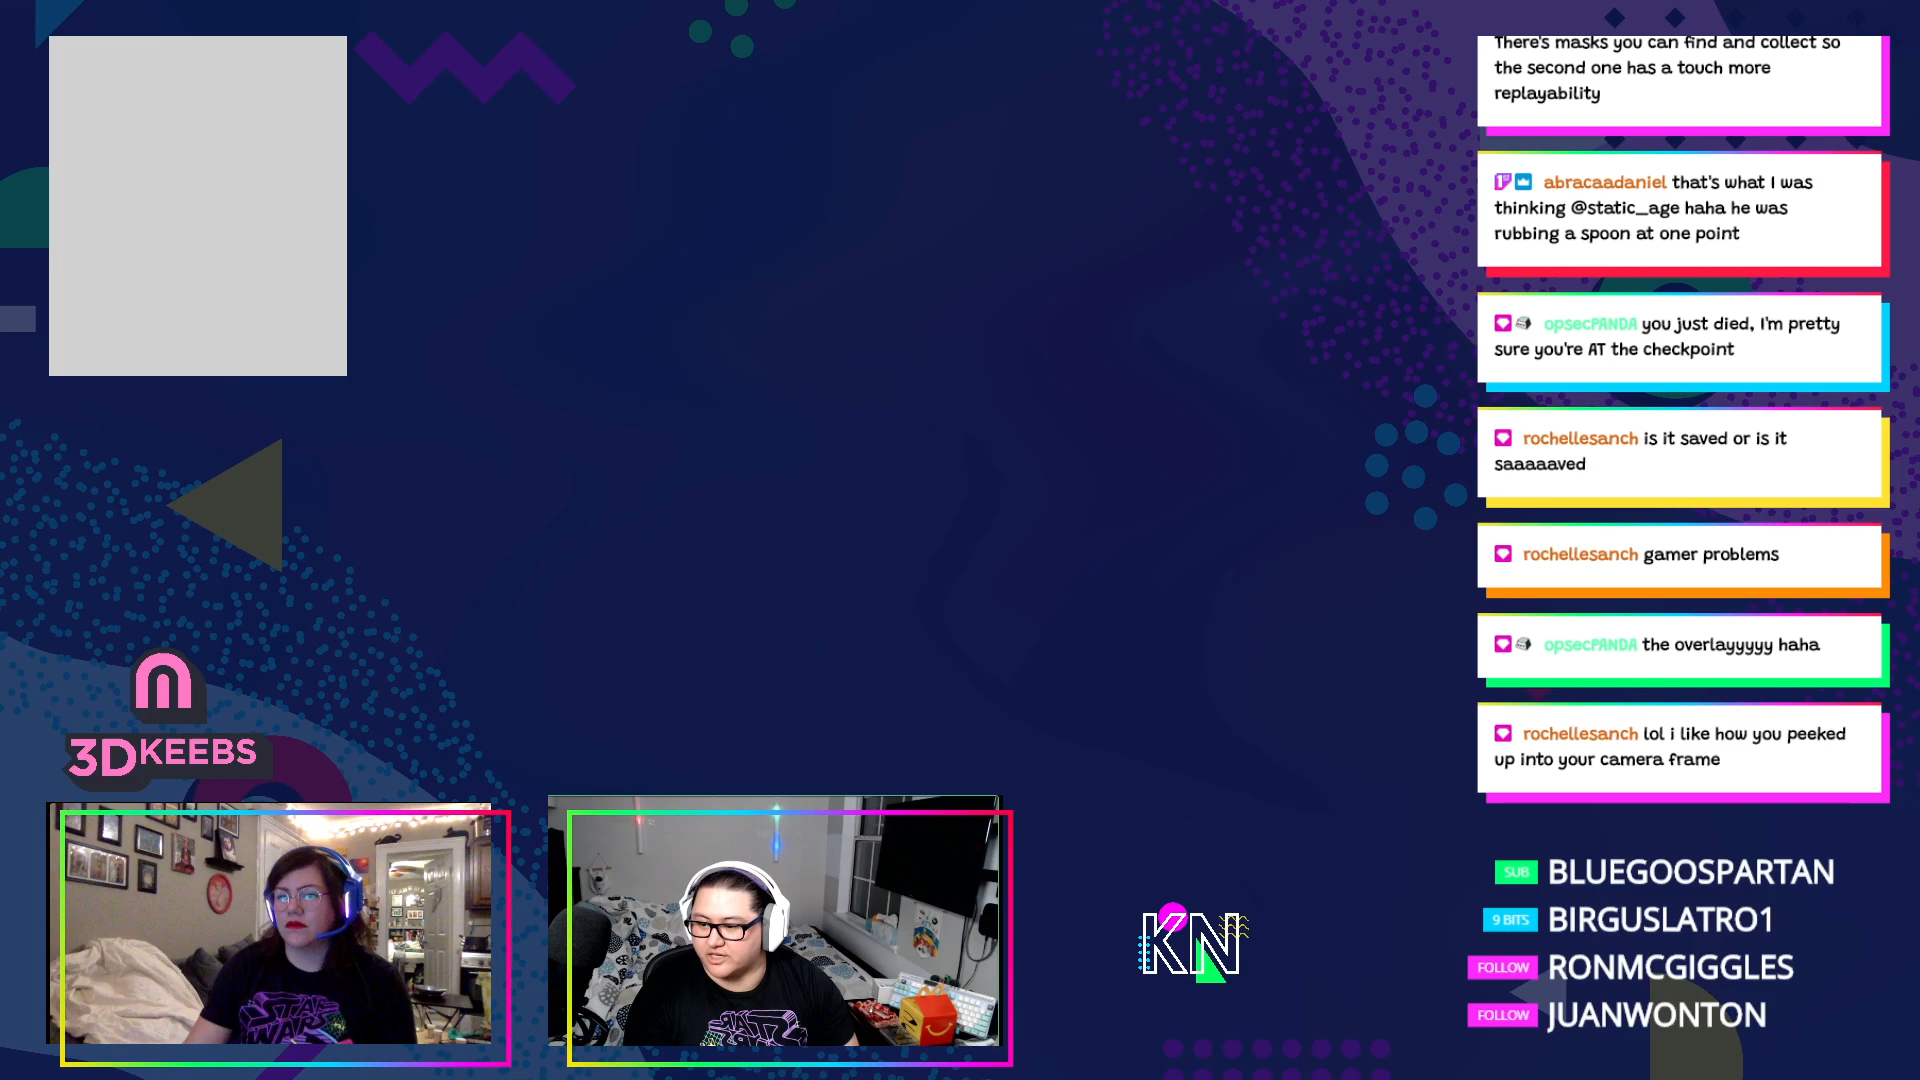 There's masks you can find and collect so
the second one has a touch more
replayability
abracaadaniel that's what I was
thinking @static_age haha he was
rubbing a spoon at one point
opsecPANDA you just died, I'm pretty
sure you're AT the checkpoint
rochellesanch is it saved or is it
saaaaaved
rochellesanch gamer problems
opsecPANDA the overlayyyyy haha
rochellesanch lol i like how you peeked
up into your camera frame
3DKEEBS
STAR
WARS
KN
SUB BLUEGOOSPARTAN
9 BITS BIRGUSLATRO1
FOLLOW RONMCGIGGLES
FOLLOW JUANWONTON